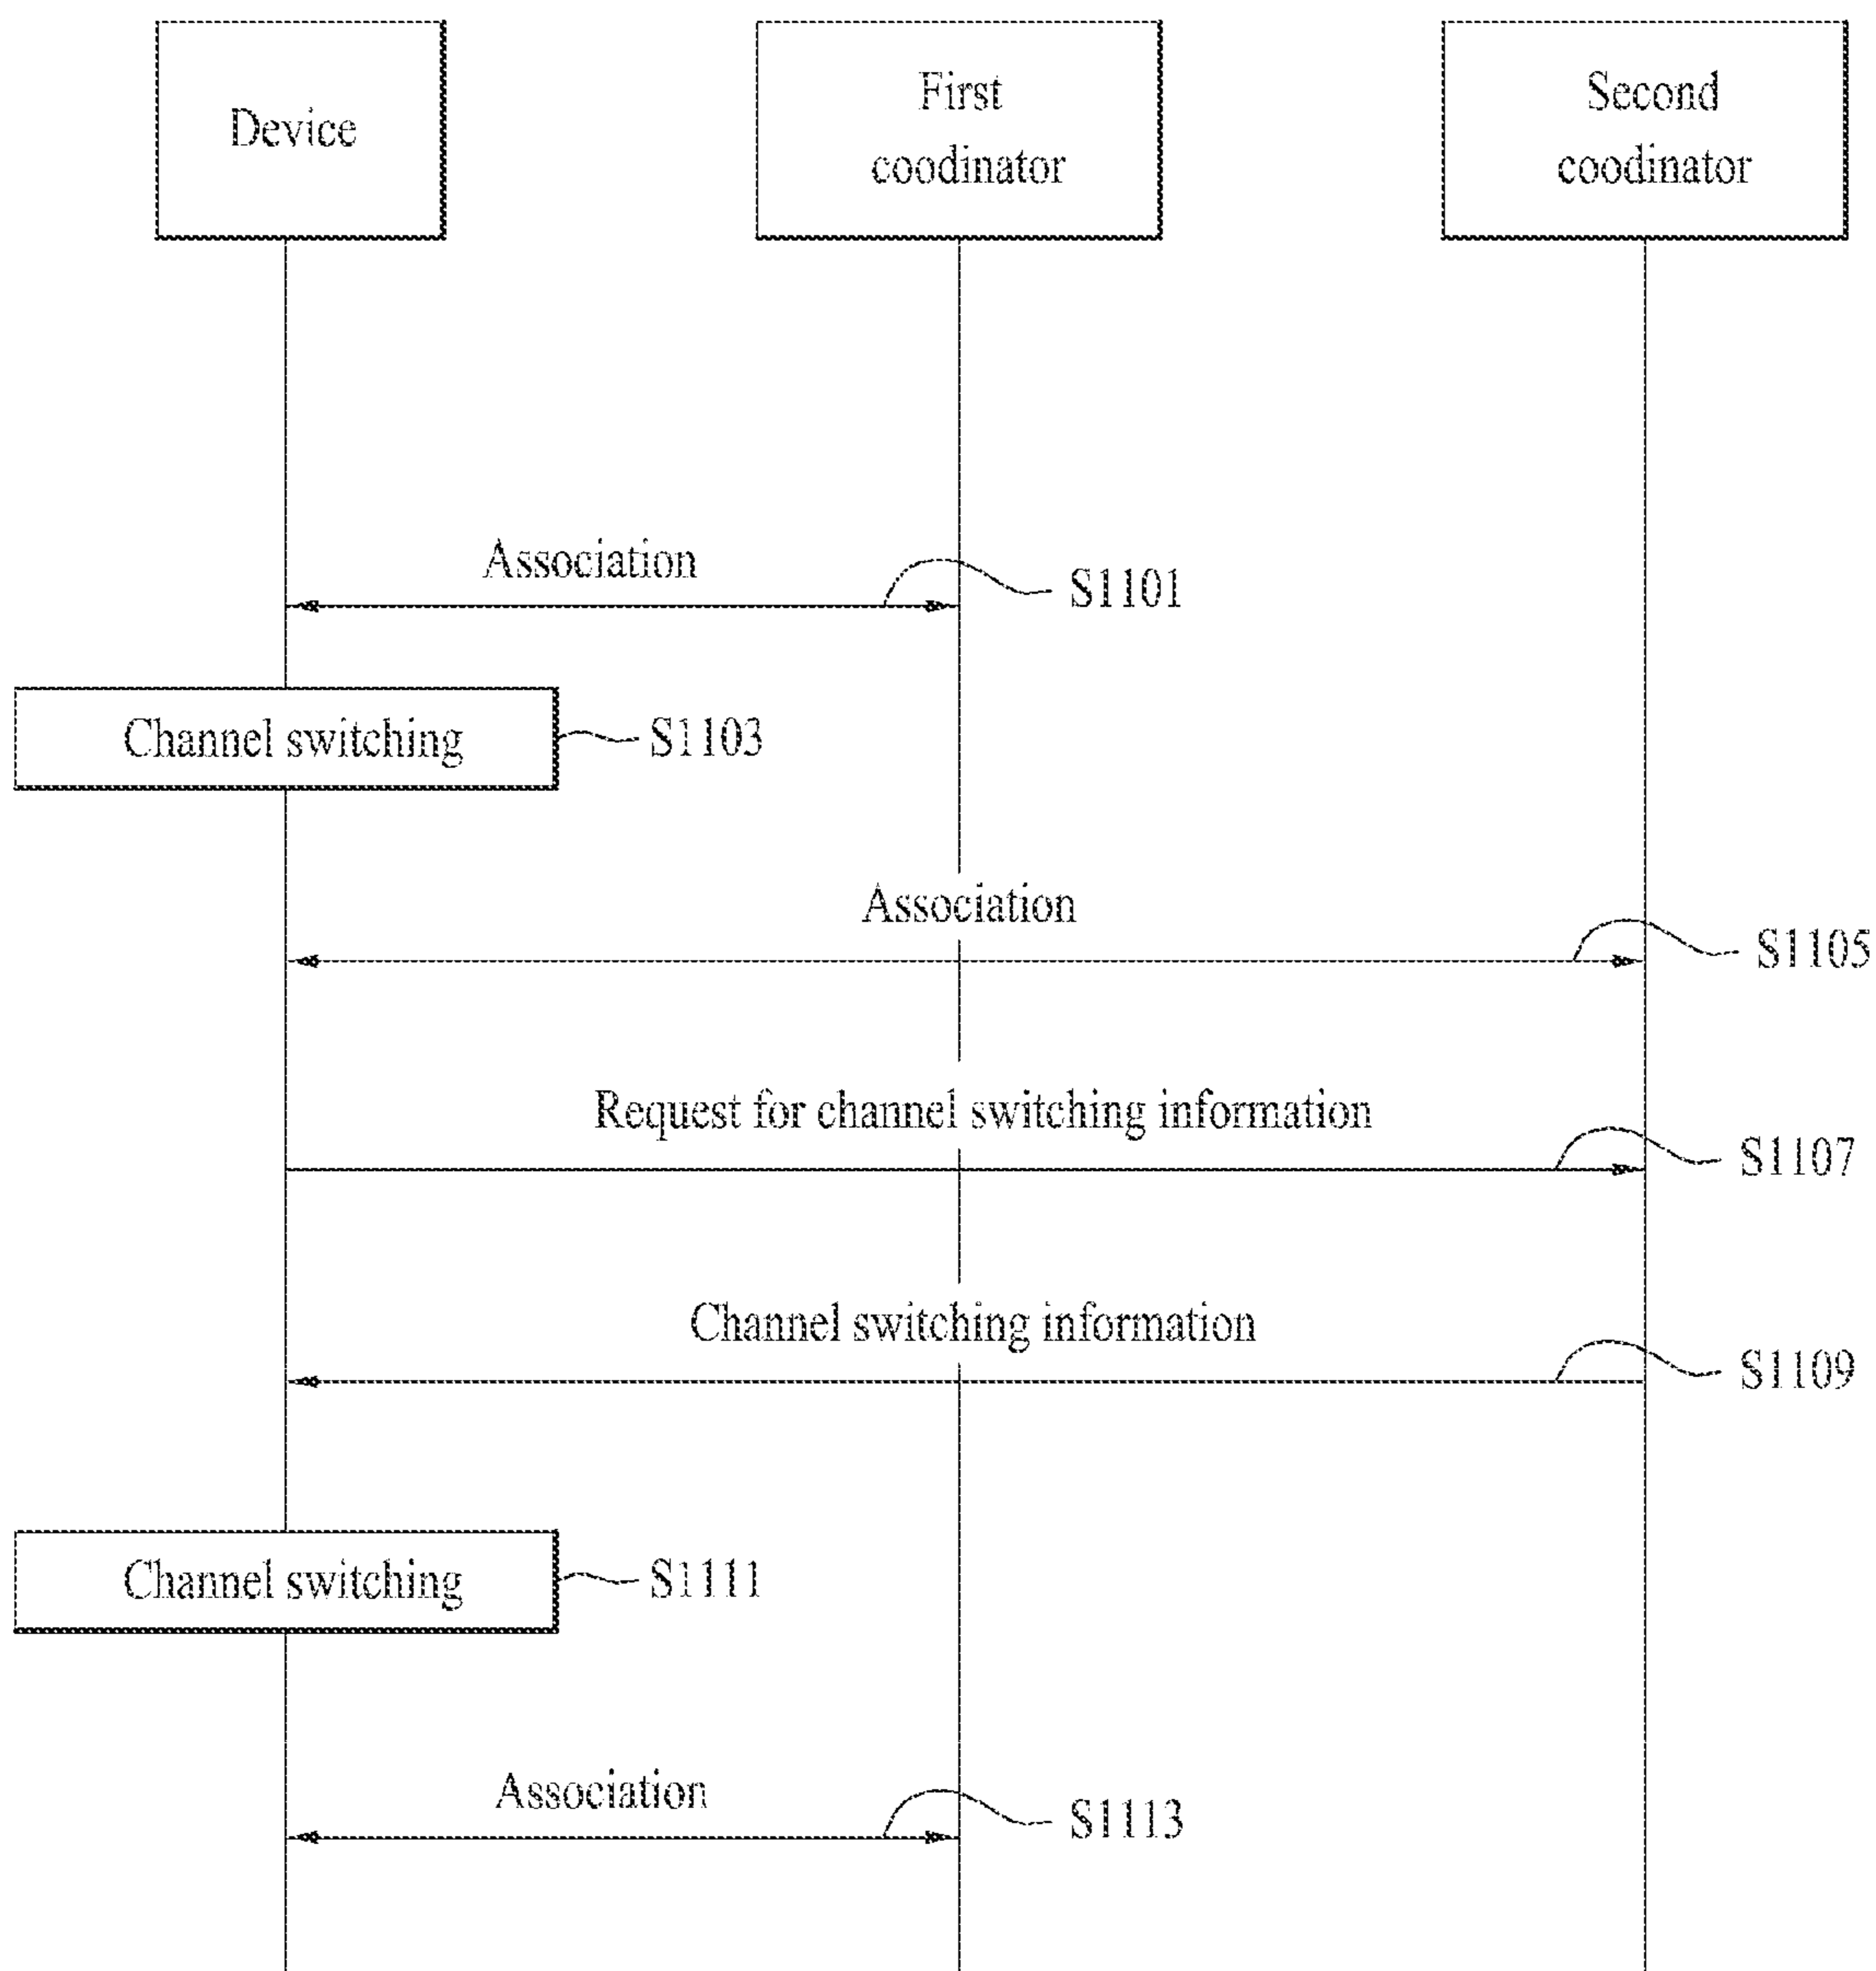 Device
First
coodinator
Second
coodinator
Association
S1101
Channel switching
S1103
Association
S1105
Request for channel switching information
S1107
Channel switching information
S1109
Channel switching
S1111
Association
S1113